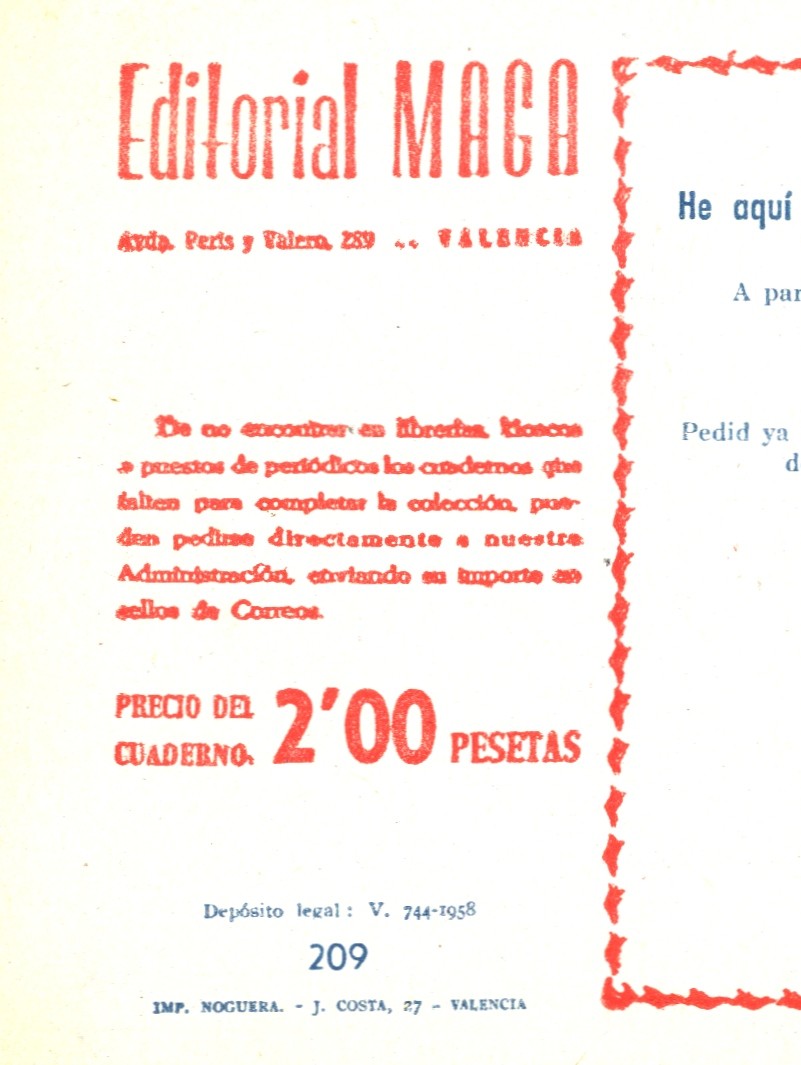 Editorial MAGA
Avda. Peris y Valero, 289 -- VALENCIA
De no encontrar en librerías, kioscos
o puestos de periódicos los cuadernos que
falten para completar la colección, pue-
den pedirse directamente a nuestra
Administración, enviando su importe en
sellos de Correos.
PRECIO DEL
CUADERNO:
2'00 PESETAS
Depósito legal: V. 744-1958
209
IMP. NOGUERA. - J. COSTA, 27 - VALENCIA
He aquí
A par
Pedid ya
d